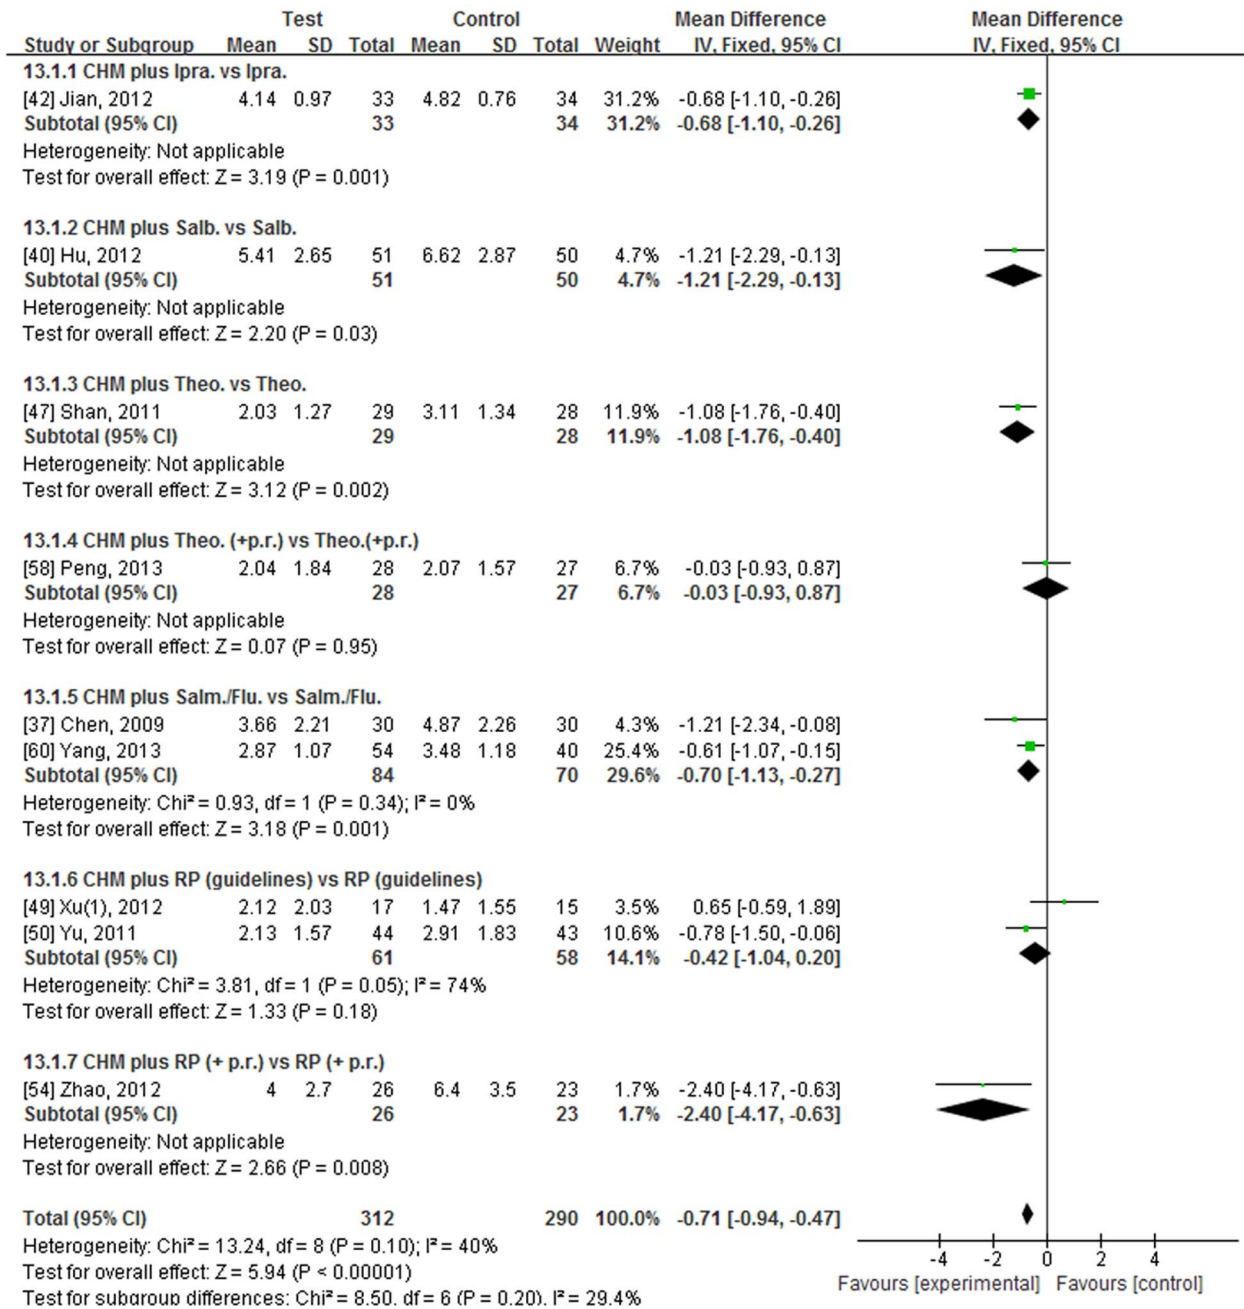 Test Control Mean Difference Mean Difference
Study or Subgroup Mean SD Total Mean SD Total Weight IV, Fixed, 95% CI IV, Fixed, 95% CI
13.1.1 CHM plus Ipra. vs Ipra.
[42] Jian, 2012 4.14 0.97 33 4.82 0.76 34 31.2% -0.68 [-1.10, -0.26]
Subtotal (95% CI) 33 34 31.2% -0.68 [-1.10, -0.26]
Heterogeneity: Not applicable
Test for overall effect: Z = 3.19 (P = 0.001)
13.1.2 CHM plus Salb. vs Salb.
[40] Hu, 2012 5.41 2.65 51 6.62 2.87 50 4.7% -1.21 [-2.29, -0.13]
Subtotal (95% CI) 51 50 4.7% -1.21 [-2.29, -0.13]
Heterogeneity: Not applicable
Test for overall effect: Z = 2.20 (P = 0.03)
13.1.3 CHM plus Theo. vs Theo.
[47] Shan, 2011 2.03 1.27 29 3.11 1.34 28 11.9% -1.08 [-1.76, -0.40]
Subtotal (95% CI) 29 28 11.9% -1.08 [-1.76, -0.40]
Heterogeneity: Not applicable
Test for overall effect: Z = 3.12 (P = 0.002)
13.1.4 CHM plus Theo. (+p.r.) vs Theo.(+p.r.)
[58] Peng, 2013 2.04 1.84 28 2.07 1.57 27 6.7% -0.03 [-0.93, 0.87]
Subtotal (95% CI) 28 27 6.7% -0.03 [-0.93, 0.87]
Heterogeneity: Not applicable
Test for overall effect: Z = 0.07 (P = 0.95)
13.1.5 CHM plus Salm./Flu. vs Salm./Flu.
[37] Chen, 2009 3.66 2.21 30 4.87 2.26 30 4.3% -1.21 [-2.34, -0.08]
[60] Yang, 2013 2.87 1.07 54 3.48 1.18 40 25.4% -0.61 [-1.07, -0.15]
Subtotal (95% CI) 84 70 29.6% -0.70 [-1.13, -0.27]
Heterogeneity: Chi² = 0.93, df = 1 (P = 0.34); I² = 0%
Test for overall effect: Z = 3.18 (P = 0.001)
13.1.6 CHM plus RP (guidelines) vs RP (guidelines)
[49] Xu(1), 2012 2.12 2.03 17 1.47 1.55 15 3.5% 0.65 [-0.59, 1.89]
[50] Yu, 2011 2.13 1.57 44 2.91 1.83 43 10.6% -0.78 [-1.50, -0.06]
Subtotal (95% CI) 61 58 14.1% -0.42 [-1.04, 0.20]
Heterogeneity: Chi² = 3.81, df = 1 (P = 0.05); I² = 74%
Test for overall effect: Z = 1.33 (P = 0.18)
13.1.7 CHM plus RP (+ p.r.) vs RP (+ p.r.)
[54] Zhao, 2012 4 2.7 26 6.4 3.5 23 1.7% -2.40 [-4.17, -0.63]
Subtotal (95% CI) 26 23 1.7% -2.40 [-4.17, -0.63]
Heterogeneity: Not applicable
Test for overall effect: Z = 2.66 (P = 0.008)
Total (95% CI) 312 290 100.0% -0.71 [-0.94, -0.47]
Heterogeneity: Chi² = 13.24, df = 8 (P = 0.10); I² = 40%
Test for overall effect: Z = 5.94 (P < 0.00001)
Test for subgroup differences: Chi² = 8.50, df = 6 (P = 0.20), I² = 29.4%
-4 -2 0 2 4
Favours [experimental] Favours [control]